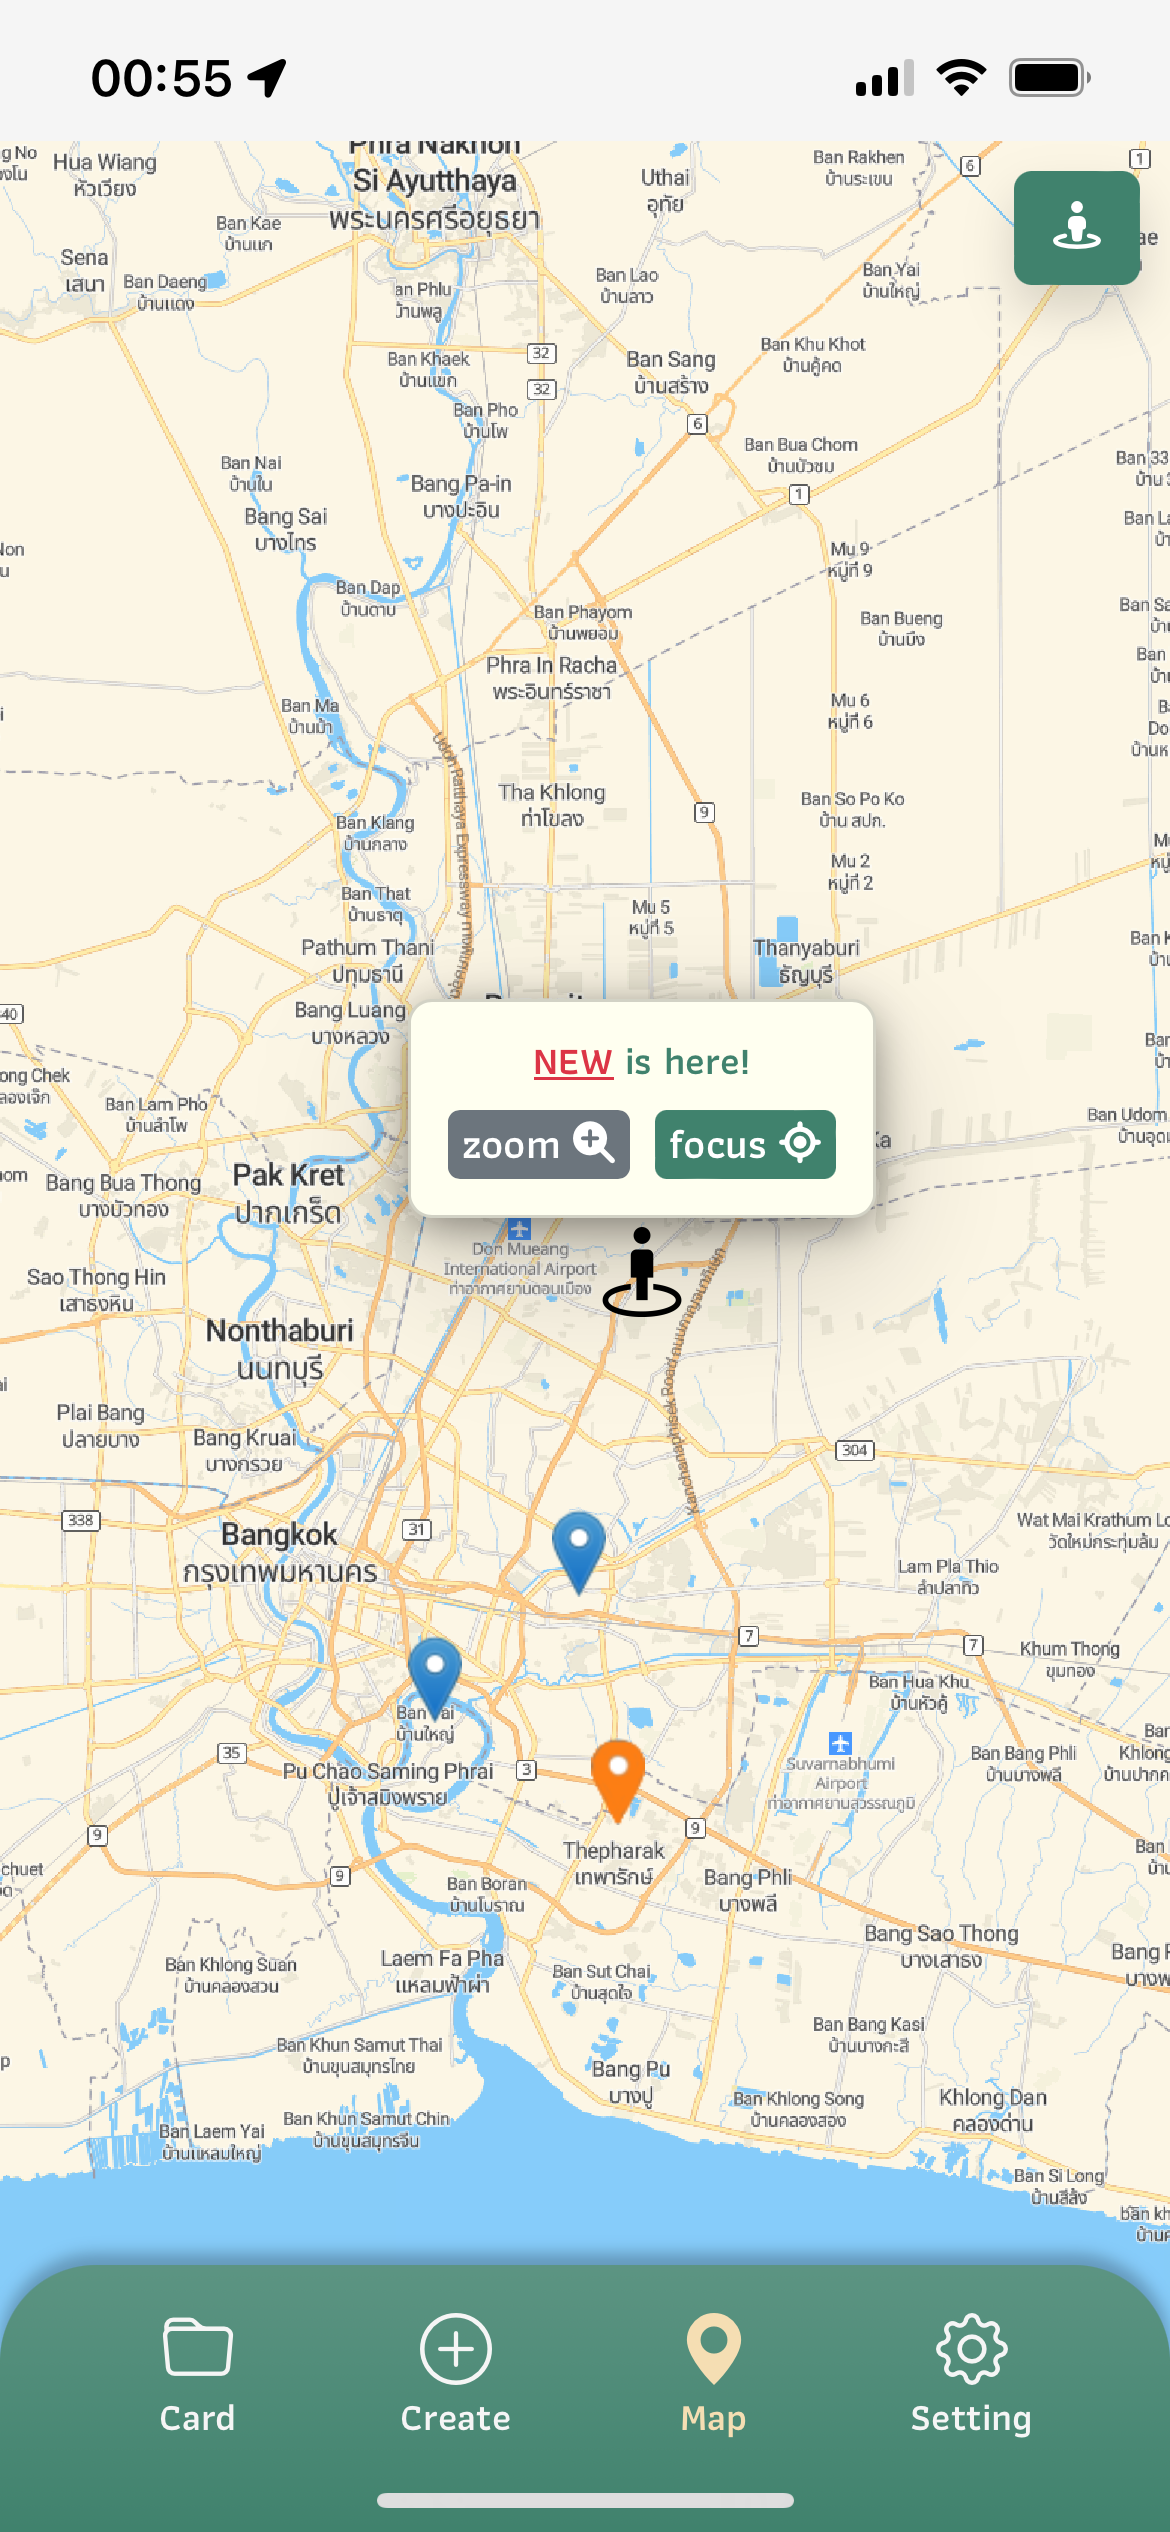 00:55
Phra Nakhon
Si Ayutthaya
พระนครศรีอยุธยา
Hua Wiang
หัวเวียง
Uthai
อุทัย
Ban Rakhen
บ้านระเขน
6
1
Ban Kae
บ้านแก
Sena
เสนา
Ban Daeng
บ้านแดง
Ban Lao
บ้านลาว
Ban Yai
บ้านใหญ่
an Phlu
บ้านพลู
Ban Khaek
บ้านแขก
32
32
Ban Sang
บ้านสร้าง
Ban Khu Khot
บ้านคู้คด
Ban Pho
บ้านโพ
6
Ban Bua Chom
บ้านบัวชม
Ban Nai
บ้านใน
Bang Pa-in
บางปะอิน
1
Bang Sai
บางไทร
Mu 9
หมู่ที่ 9
Ban Dap
บ้านดาบ
Ban Phayom
บ้านพยอม
Ban Bueng
บ้านบึง
Phra In Racha
พระอินทร์ราชา
Ban Ma
บ้านม้า
Mu 6
หมู่ที่ 6
Udon Ratthaya Expressway
Tha Khlong
ท่าโขลง
9
Ban So Po Ko
บ้าน สปก.
Ban Klang
บ้านกลาง
Mu 2
หมู่ที่ 2
Ban That
บ้านธาตุ
Mu 5
หมู่ที่ 5
Pathum Thani
ปทุมธานี
Thanyaburi
ธัญบุรี
Bang Luang
บางหลวง
NEW is here!
zoom
focus
Ban Lam Pho
บ้านลำโพ
Ban Udom
Pak Kret
ปากเกร็ด
Bang Bua Thong
บางบัวทอง
Don Mueang
International Airport
ท่าอากาศยานดอนเมือง
Sao Thong Hin
เสาธงหิน
Nonthaburi
นนทบุรี
Kanchanaphisek Road ถนนกาญจนาภิเษก
Plai Bang
ปลายบาง
Bang Kruai
บางกรวย
304
338
Bangkok
กรุงเทพมหานคร
31
Wat Mai Krathum Lo
วัดใหม่กระทุ่มล้ม
Lam Pla Thio
ลำปลาทิว
7
7
Khum Thong
ขุมทอง
Ban Hua Khu
บ้านหัวคู้
บ้านใหญ่
35
Pu Chao Saming Phrai
ปู่เจ้าสมิงพราย
3
Suvarnabhumi
Airport
ท่าอากาศยานสุวรรณภูมิ
Ban Bang Phli
บ้านบางพลี
9
9
Thepharak
เทพารักษ์
9
Bang Phli
บางพลี
Ban Boran
บ้านโบราณ
Bang Sao Thong
บางเสาธง
Laem Fa Pha
แหลมฟ้าผ่า
Ban Khlong Suan
บ้านคลองสวน
Ban Sut Chai
บ้านสุดใจ
Ban Bang Kasi
บ้านบางกะสี
Ban Khun Samut Thai
บ้านขุนสมุทรไทย
Bang Pu
บางปู
Ban Khlong Song
บ้านคลองสอง
Khlong Dan
คลองด่าน
Ban Khun Samut Chin
บ้านขุนสมุทรจีน
Ban Laem Yai
บ้านแหลมใหญ่
Ban Si Long
บ้านสีล้ง
Card
Create
Map
Setting